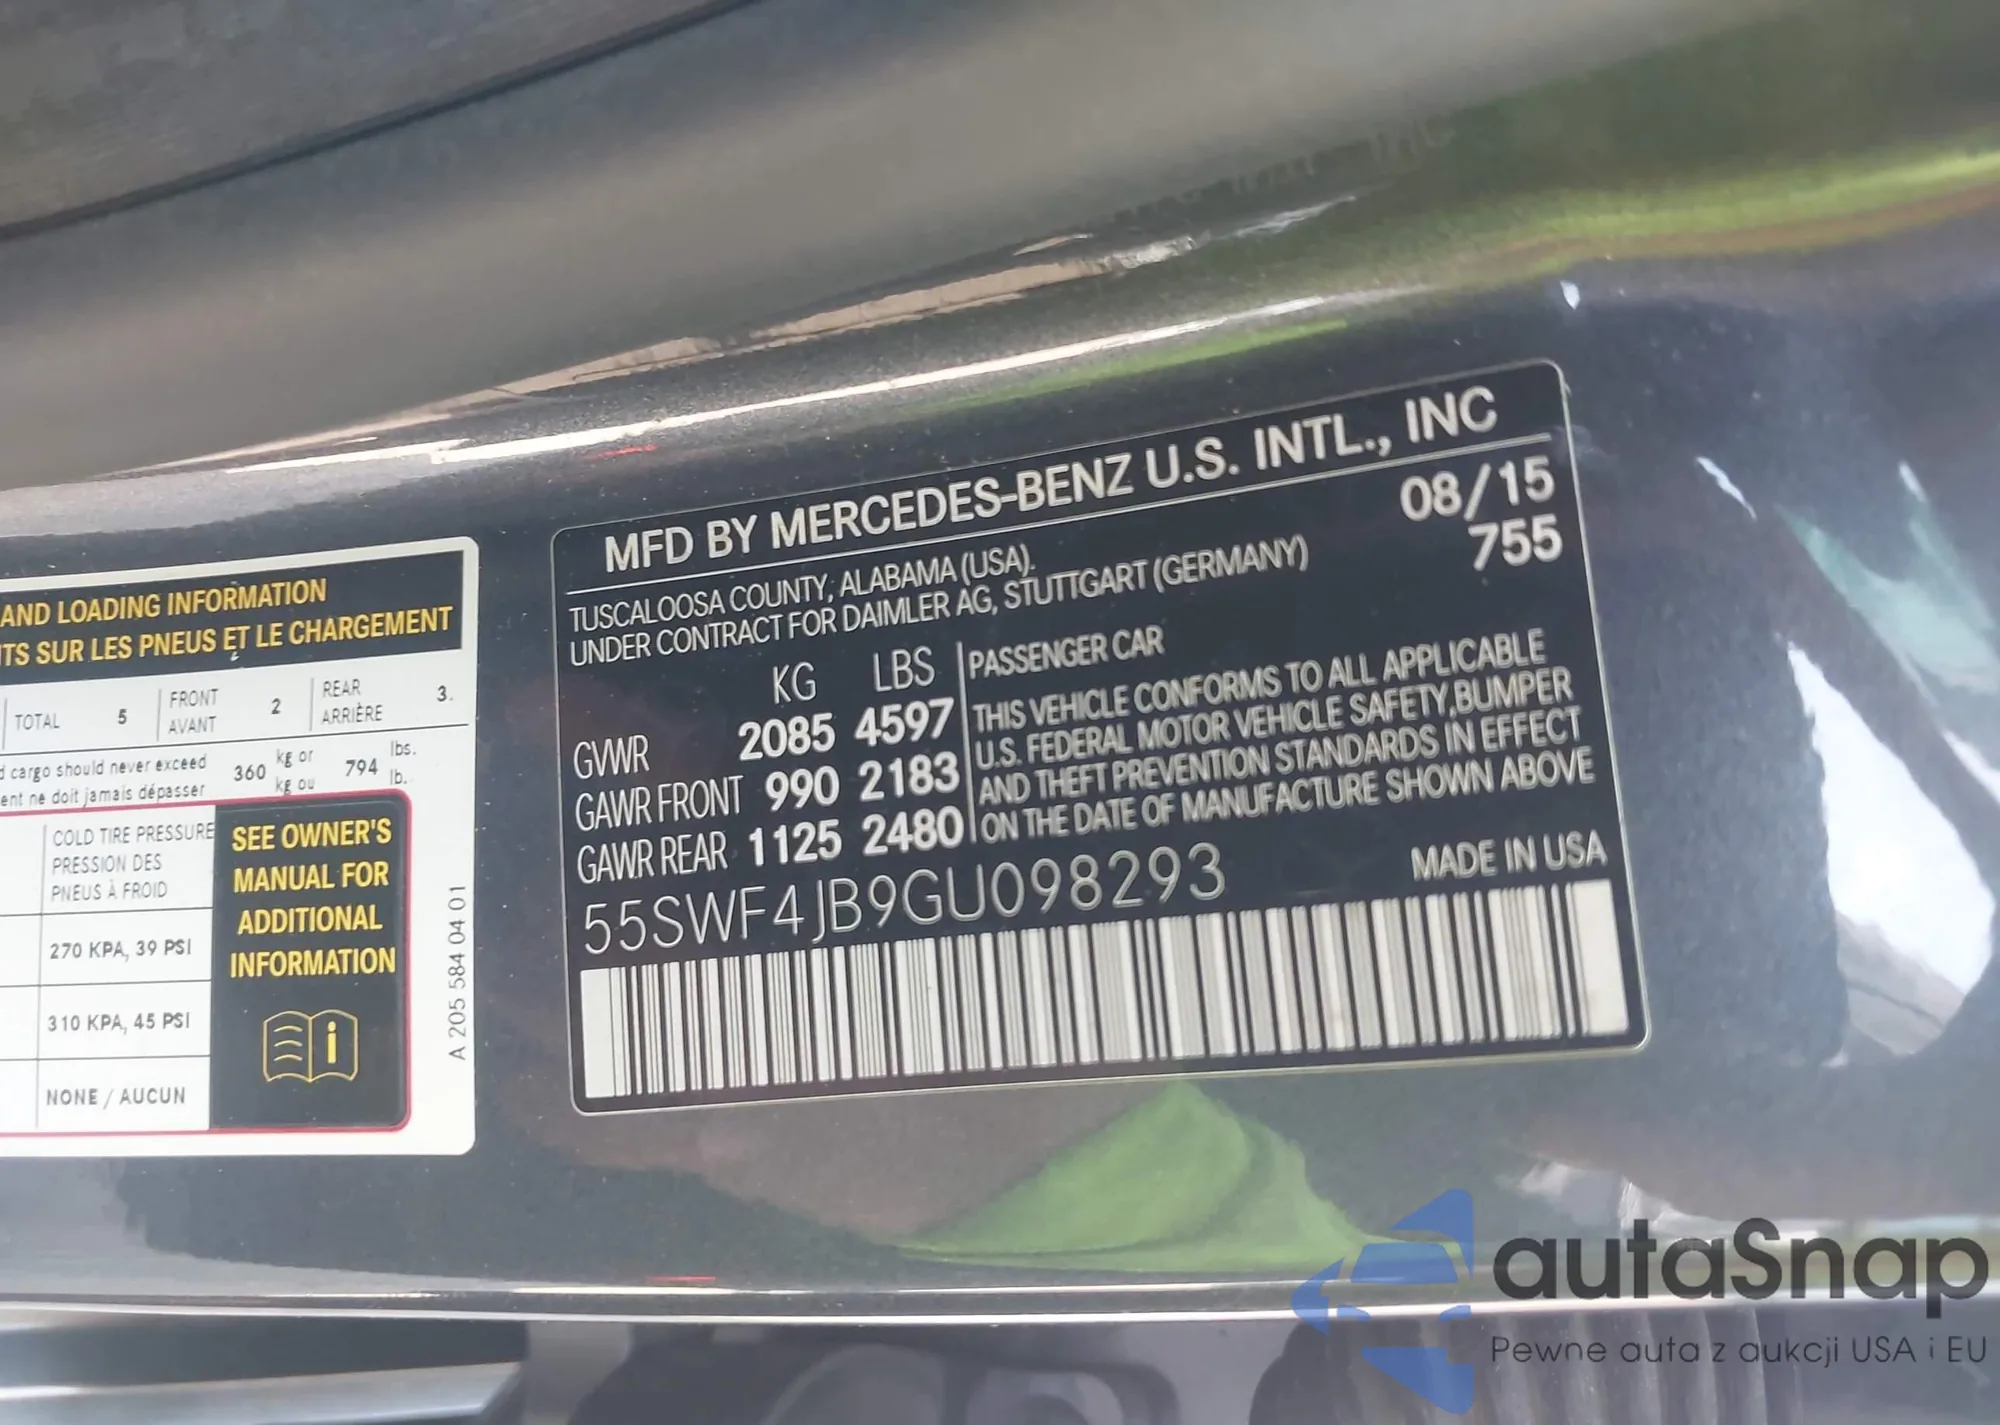 AND LOADING INFORMATION
TS SUR LES PNEUS ET LE CHARGEMENT
TOTAL 5 FRONT AVANT 2 REAR ARRIÈRE 3.
d cargo should never exceed 360 kg or 794 lbs.
ent ne doit jamais dépasser kg ou lb.
COLD TIRE PRESSURE
PRESSION DES
PNEUS À FROID
270 KPA, 39 PSI
310 KPA, 45 PSI
NONE / AUCUN
SEE OWNER'S
MANUAL FOR
ADDITIONAL
INFORMATION
i
A 205 584 04 01
MFD BY MERCEDES-BENZ U.S. INTL., INC
TUSCALOOSA COUNTY, ALABAMA (USA). 08/15
UNDER CONTRACT FOR DAIMLER AG, STUTTGART (GERMANY) 755
KG LBS PASSENGER CAR
GVWR 2085 4597 THIS VEHICLE CONFORMS TO ALL APPLICABLE
U.S. FEDERAL MOTOR VEHICLE SAFETY,BUMPER
GAWR FRONT 990 2183 AND THEFT PREVENTION STANDARDS IN EFFECT
GAWR REAR 1125 2480 ON THE DATE OF MANUFACTURE SHOWN ABOVE
55SWF4JB9GU098293 MADE IN USA
autaSnap
Pewne auta z aukcji USA i EU